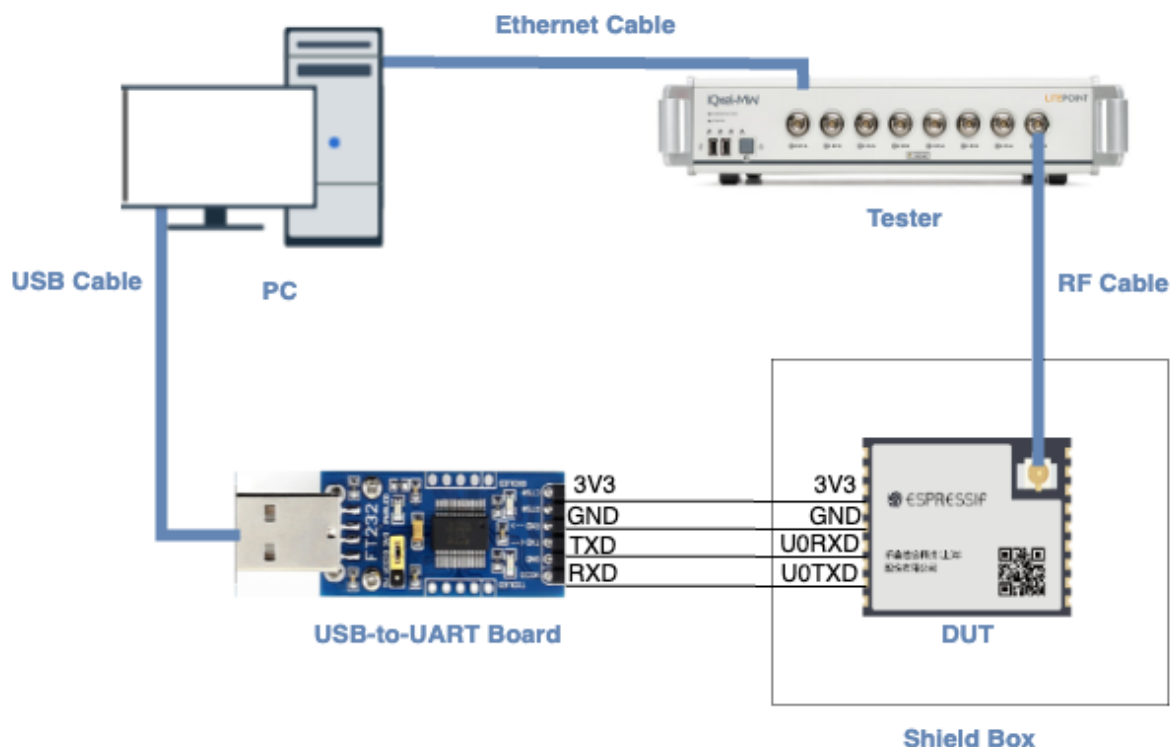 Ethernet Cable
IQxel-MW
LITEPOINT
Tester
USB Cable
PC
RF Cable
3V3
GND
TXD
RXD
3V3
GND
U0RXD
U0TXD
FT232
ESPRESSIF
USB-to-UART Board
DUT
Shield Box